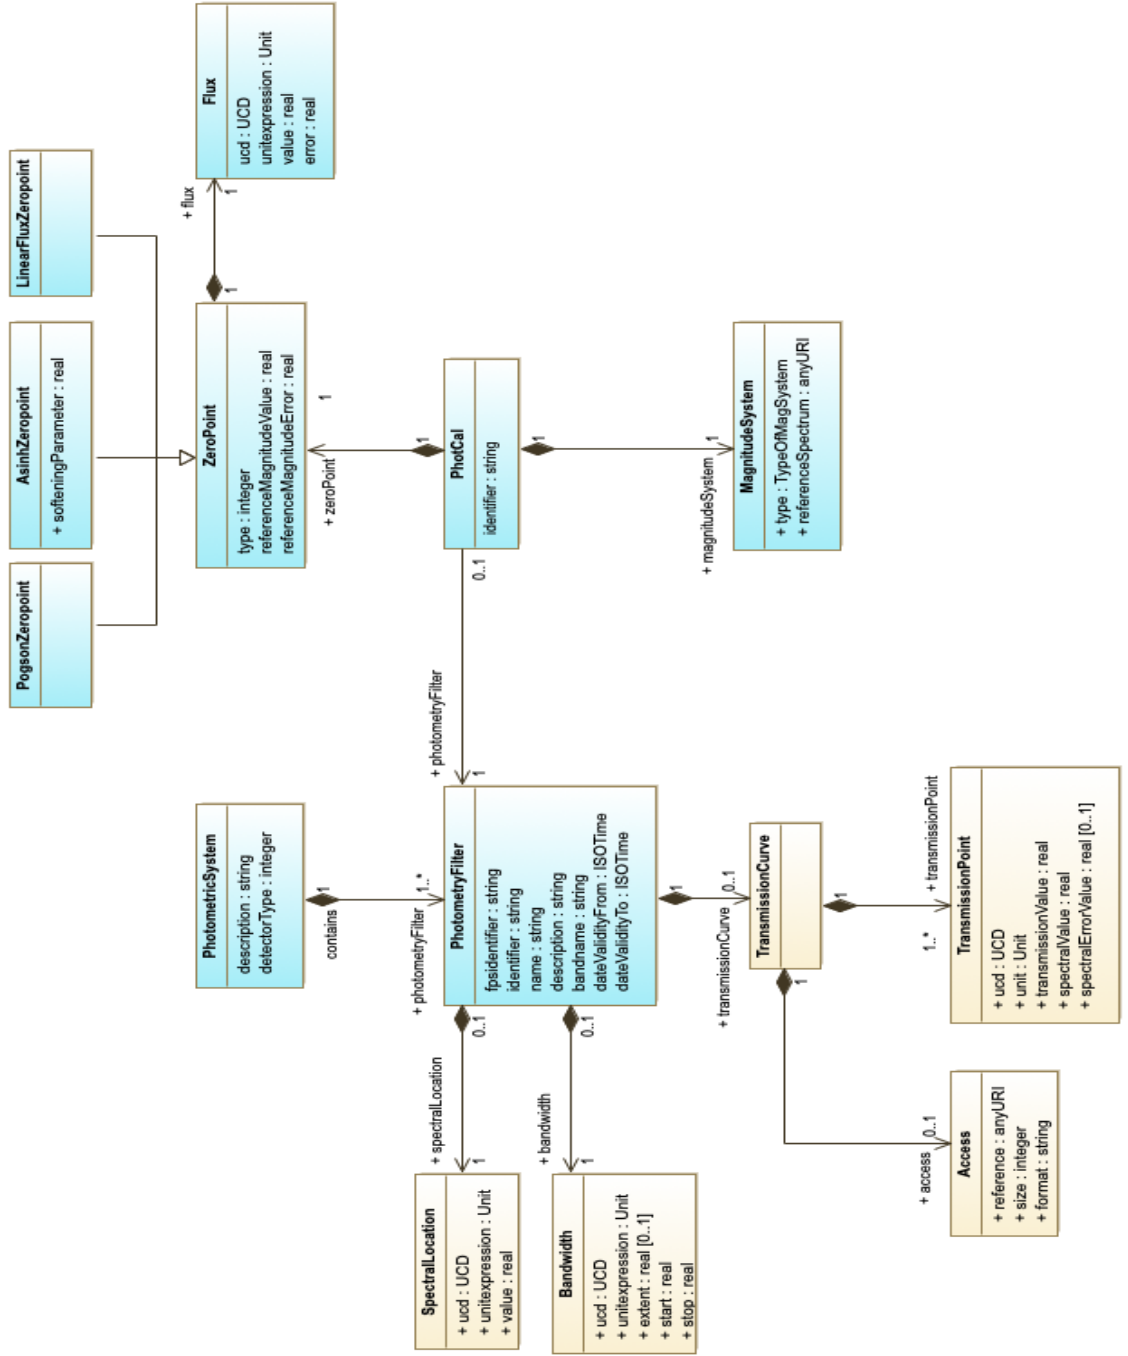 SpectralLocation
+ ucd : UCD
+ unitexpression : Unit
+ value : real
Bandwidth
+ ucd : UCD
+ unitexpression : Unit
+ extent : real [0..1]
+ start : real
+ stop : real
Access
+ reference : anyURI
+ size : integer
+ format : string
+ spectralLocation
1
0..1
+ bandwidth
1
0..1
+ access
0..1
1
PhotometricSystem
description : string
detectorType : integer
1
contains
+ photometryFilter
1..*
PhotometryFilter
fpsidentifier : string
identifier : string
name : string
description : string
bandname : string
dateValidityFrom : ISOTime
dateValidityTo : ISOTime
1
+ transmissionCurve
0..1
TransmissionCurve
1
1..*
+ transmissionPoint
TransmissionPoint
+ ucd : UCD
+ unit : Unit
+ transmissionValue : real
+ spectralValue : real
+ spectralErrorValue : real [0..1]
+ photometryFilter
1
0..1
PogsonZeropoint
AsinhZeropoint
+ softeningParameter : real
LinearFluxZeropoint
ZeroPoint
type : integer
referenceMagnitudeValue : real
referenceMagnitudeError : real
1
+ flux
1
Flux
ucd : UCD
unitexpression : Unit
value : real
error : real
+ zeroPoint
1
1
PhotCal
identifier : string
1
+ magnitudeSystem
1
MagnitudeSystem
+ type : TypeOfMagSystem
+ referenceSpectrum : anyURI